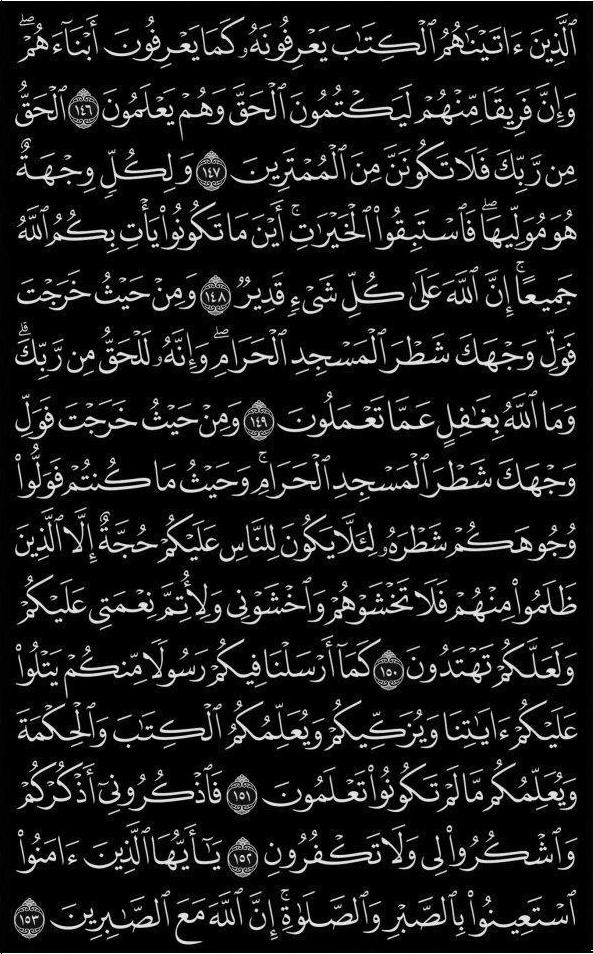 ٱلَّذِينَ ءَاتَيْنَٰهُمُ ٱلْكِتَٰبَ يَعْرِفُونَهُۥ كَمَا يَعْرِفُونَ أَبْنَآءَهُمْ ۖ
وَإِنَّ فَرِيقًا مِّنْهُمْ لَيَكْتُمُونَ ٱلْحَقَّ وَهُمْ يَعْلَمُونَ ١٤٦ ٱلْحَقُّ
مِن رَّبِّكَ فَلَا تَكُونَنَّ مِنَ ٱلْمُمْتَرِينَ ١٤٧ وَلِكُلٍّ وِجْهَةٌ
هُوَ مُوَلِّيهَا ۖ فَٱسْتَبِقُوا۟ ٱلْخَيْرَٰتِ ۚ أَيْنَ مَا تَكُونُوا۟ يَأْتِ بِكُمُ ٱللَّهُ
جَمِيعًا ۚ إِنَّ ٱللَّهَ عَلَىٰ كُلِّ شَىْءٍ قَدِيرٌ ١٤٨ وَمِنْ حَيْثُ خَرَجْتَ
فَوَلِّ وَجْهَكَ شَطْرَ ٱلْمَسْجِدِ ٱلْحَرَامِ ۖ وَإِنَّهُۥ لَلْحَقُّ مِن رَّبِّكَ ۗ
وَمَا ٱللَّهُ بِغَٰفِلٍ عَمَّا تَعْمَلُونَ ١٤٩ وَمِنْ حَيْثُ خَرَجْتَ فَوَلِّ
وَجْهَكَ شَطْرَ ٱلْمَسْجِدِ ٱلْحَرَامِ ۚ وَحَيْثُ مَا كُنتُمْ فَوَلُّوا۟
وُجُوهَكُمْ شَطْرَهُۥ لِئَلَّا يَكُونَ لِلنَّاسِ عَلَيْكُمْ حُجَّةٌ إِلَّا ٱلَّذِينَ
ظَلَمُوا۟ مِنْهُمْ فَلَا تَخْشَوْهُمْ وَٱخْشَوْنِى وَلِأُتِمَّ نِعْمَتِى عَلَيْكُمْ
وَلَعَلَّكُمْ تَهْتَدُونَ ١٥٠ كَمَآ أَرْسَلْنَا فِيكُمْ رَسُولًا مِّنكُمْ يَتْلُوا۟
عَلَيْكُمْ ءَايَٰتِنَا وَيُزَكِّيكُمْ وَيُعَلِّمُكُمُ ٱلْكِتَٰبَ وَٱلْحِكْمَةَ
وَيُعَلِّمُكُم مَّا لَمْ تَكُونُوا۟ تَعْلَمُونَ ١٥١ فَٱذْكُرُونِىٓ أَذْكُرْكُمْ
وَٱشْكُرُوا۟ لِى وَلَا تَكْفُرُونِ ١٥٢ يَٰٓأَيُّهَا ٱلَّذِينَ ءَامَنُوا۟
ٱسْتَعِينُوا۟ بِٱلصَّبْرِ وَٱلصَّلَوٰةِ ۚ إِنَّ ٱللَّهَ مَعَ ٱلصَّٰبِرِينَ ١٥٣